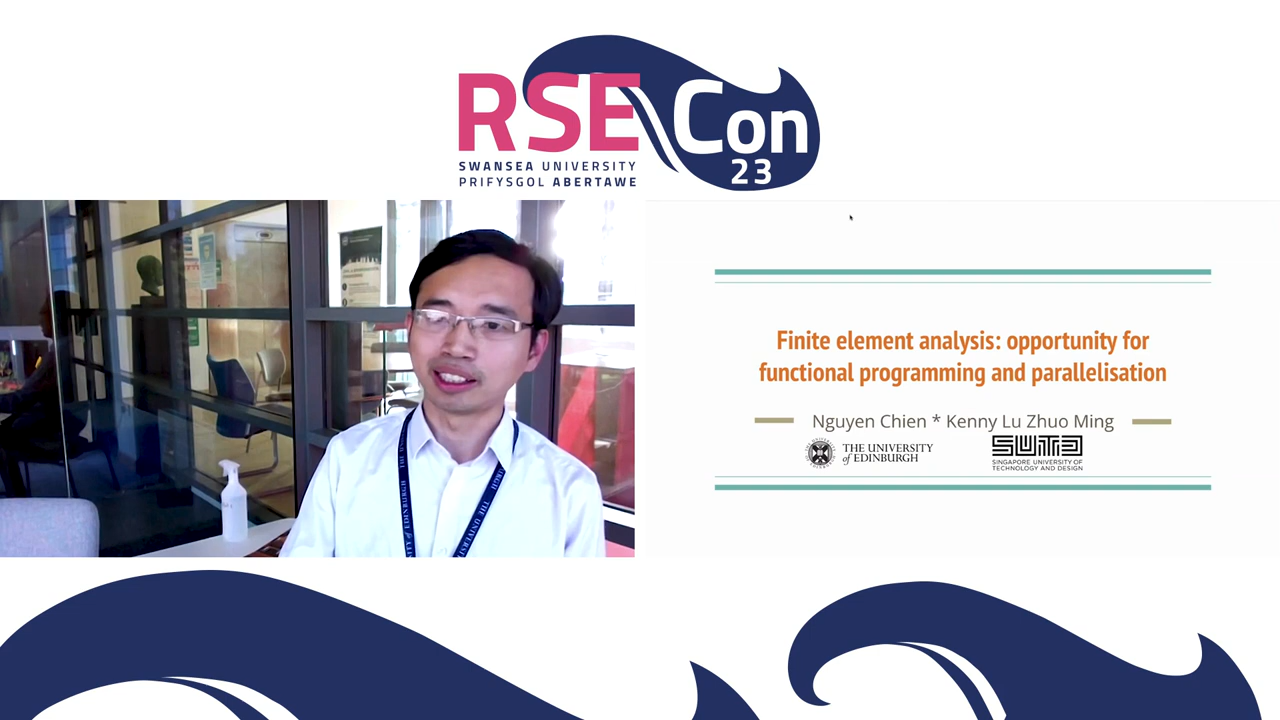 RSE Con
23
SWANSEA UNIVERSITY
PRIFYSGOL ABERTAWE
Finite element analysis: opportunity for
functional programming and parallelisation
Nguyen Chien * Kenny Lu Zhuo Ming
THE UNIVERSITY
of EDINBURGH
SUTD
SINGAPORE UNIVERSITY OF
TECHNOLOGY AND DESIGN